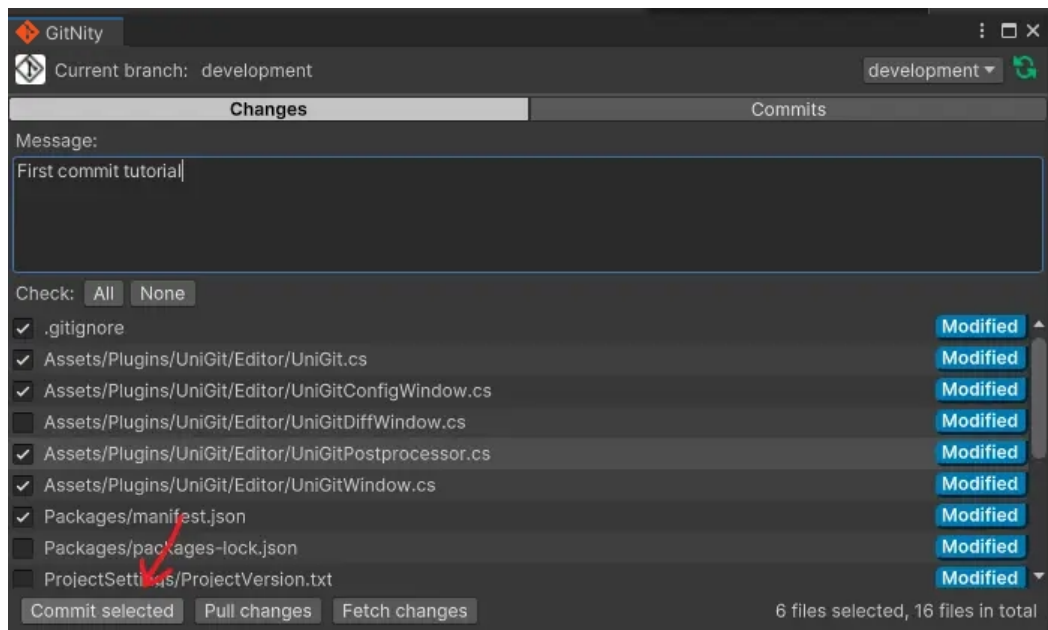 GitNity
Current branch: development
development
Changes
Commits
Message:
First commit tutorial
Check: All None
.gitignore Modified
Assets/Plugins/UniGit/Editor/UniGit.cs Modified
Assets/Plugins/UniGit/Editor/UniGitConfigWindow.cs Modified
Assets/Plugins/UniGit/Editor/UniGitDiffWindow.cs Modified
Assets/Plugins/UniGit/Editor/UniGitPostprocessor.cs Modified
Assets/Plugins/UniGit/Editor/UniGitWindow.cs Modified
Packages/manifest.json Modified
Packages/packages-lock.json Modified
ProjectSettings/ProjectVersion.txt Modified
Commit selected Pull changes Fetch changes 6 files selected, 16 files in total